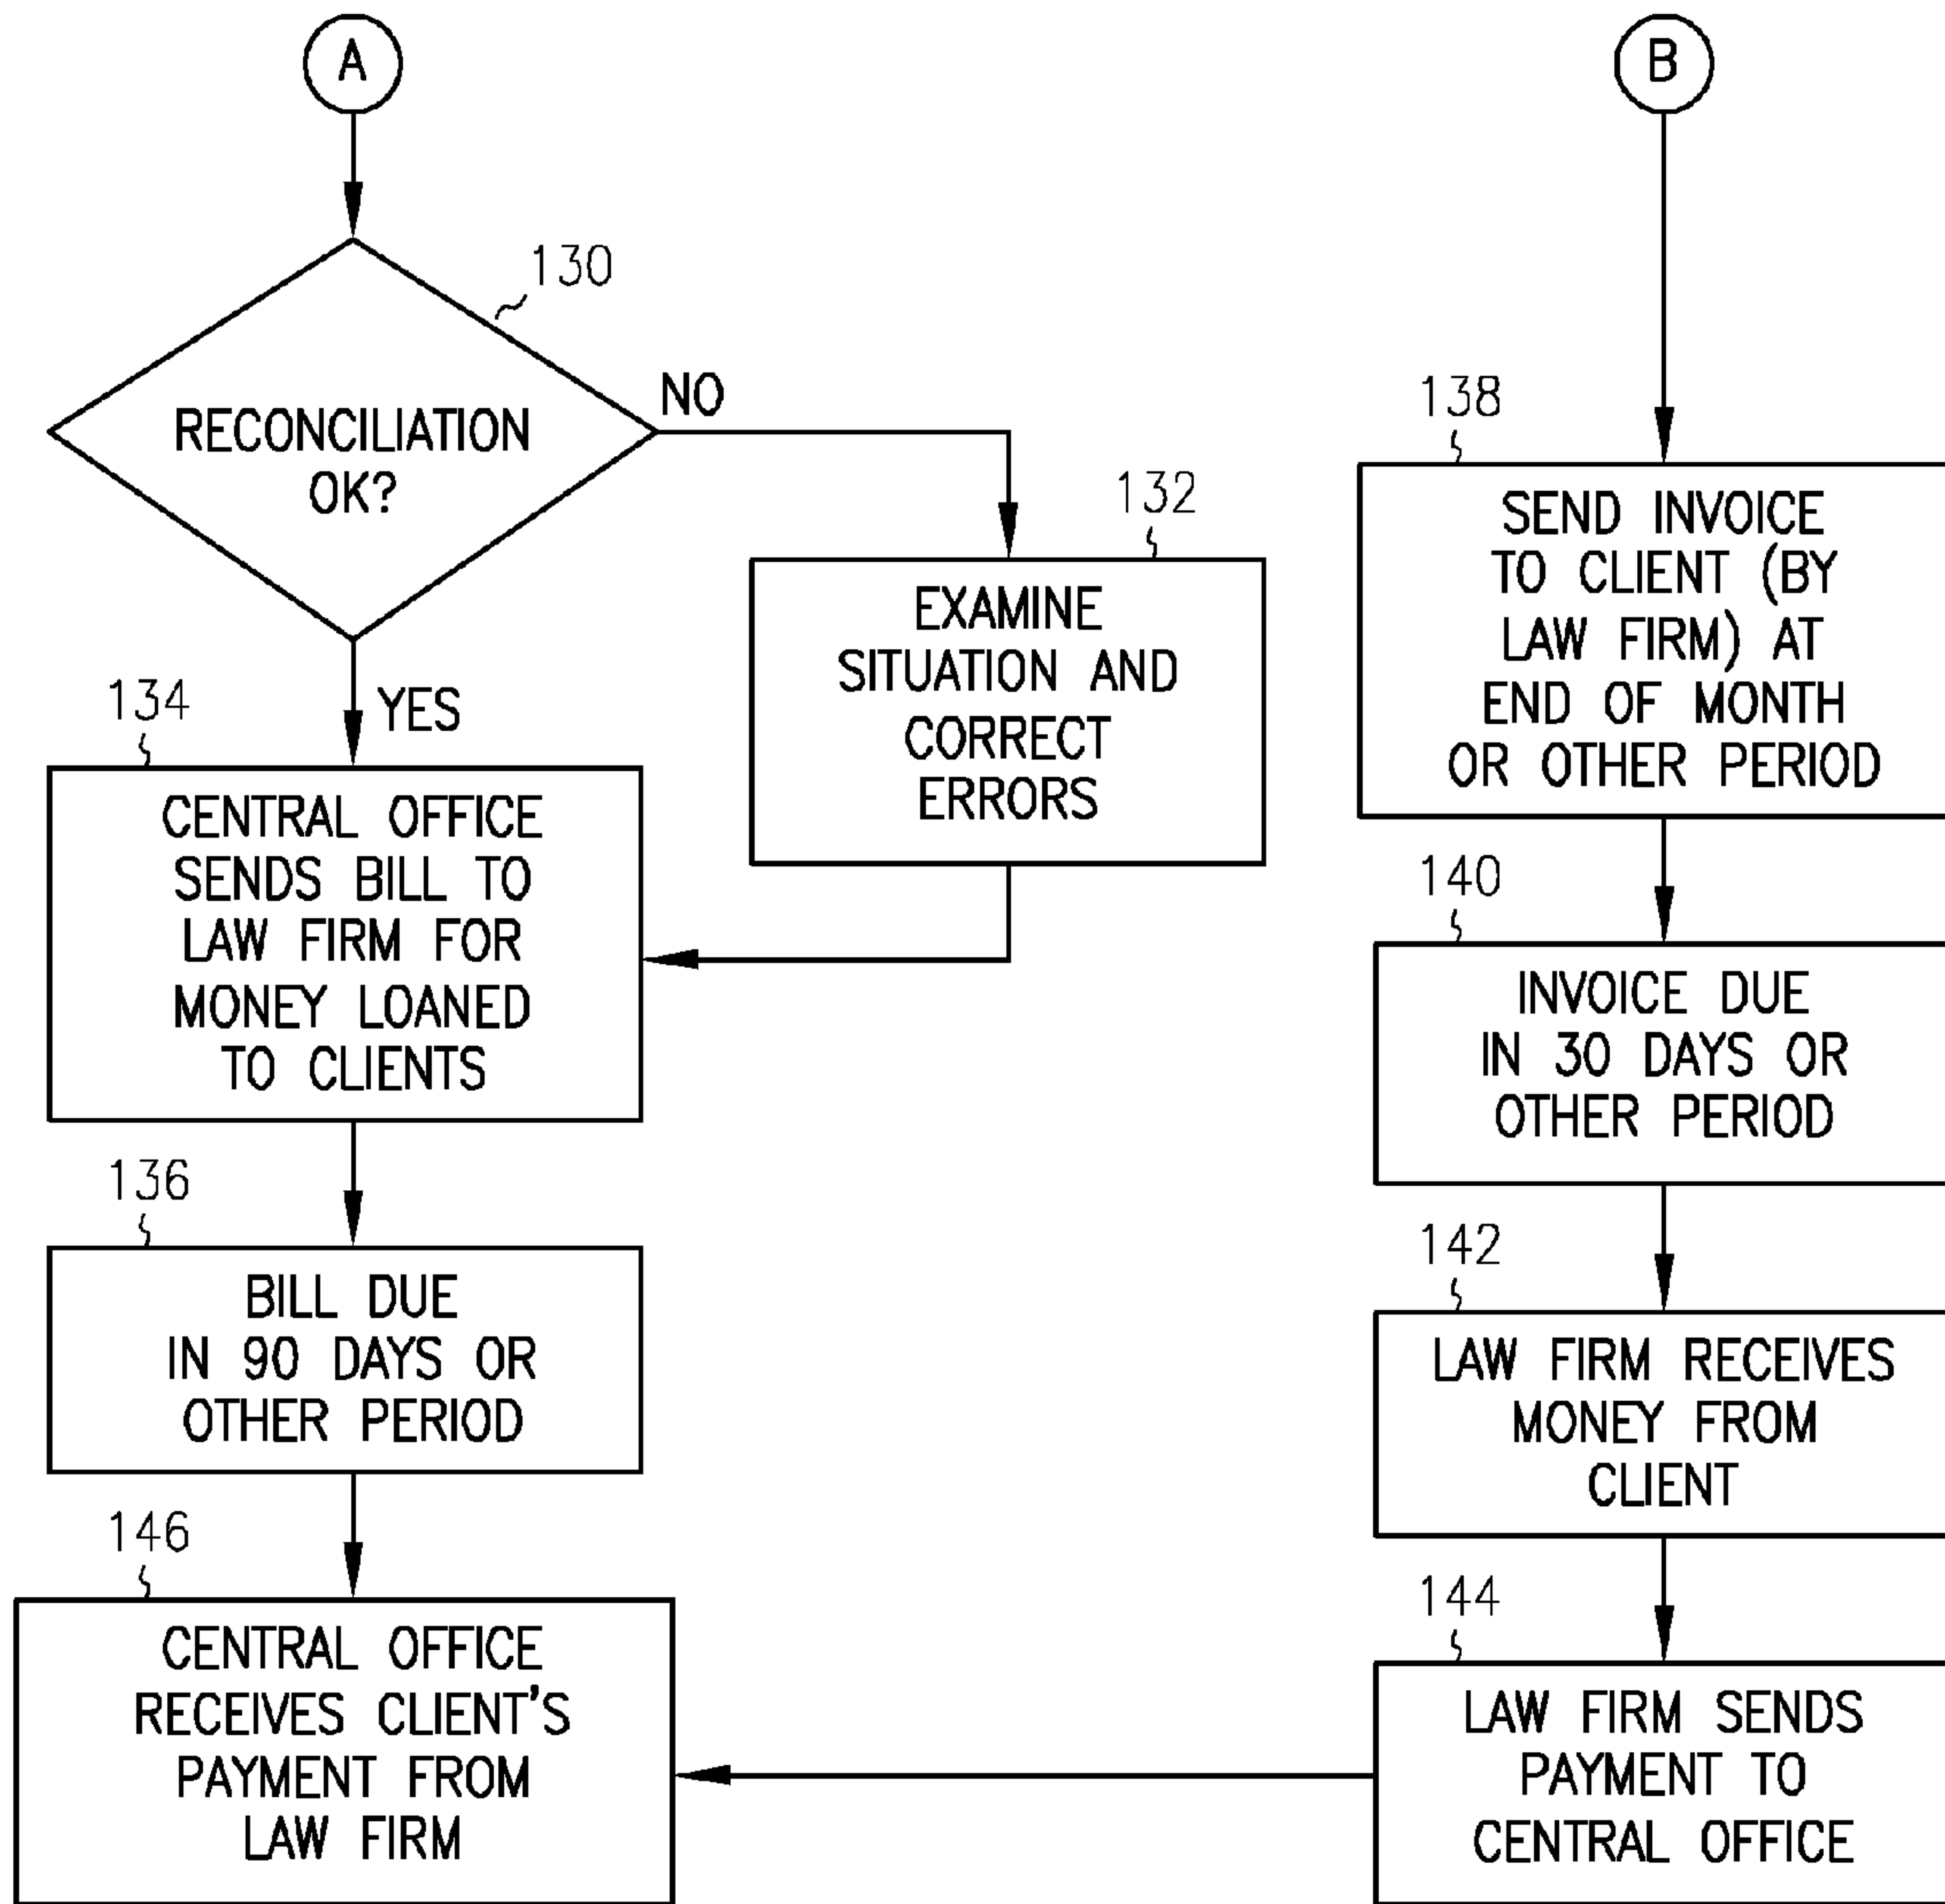 A
B
130
RECONCILIATION
OK?
NO
YES
132
EXAMINE
SITUATION AND
CORRECT
ERRORS
134
CENTRAL OFFICE
SENDS BILL TO
LAW FIRM FOR
MONEY LOANED
TO CLIENTS
136
BILL DUE
IN 90 DAYS OR
OTHER PERIOD
146
CENTRAL OFFICE
RECEIVES CLIENT'S
PAYMENT FROM
LAW FIRM
138
SEND INVOICE
TO CLIENT (BY
LAW FIRM) AT
END OF MONTH
OR OTHER PERIOD
140
INVOICE DUE
IN 30 DAYS OR
OTHER PERIOD
142
LAW FIRM RECEIVES
MONEY FROM
CLIENT
144
LAW FIRM SENDS
PAYMENT TO
CENTRAL OFFICE